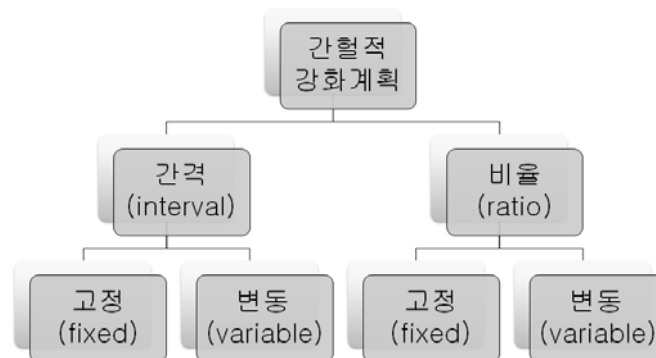 간헐적
강화계획
간격
(interval)
비율
(ratio)
고정
(fixed)
변동
(variable)
고정
(fixed)
변동
(variable)